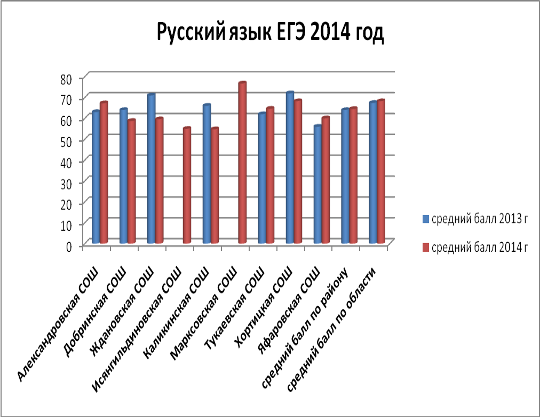 Русский язык ЕГЭ 2014 год
80
70
60
50
40
30
20
10
0
Александровская СОШ
Добринская СОШ
Ждановская СОШ
Исянгильдиновская СОШ
Каликинская СОШ
Марксовская СОШ
Тукаевская СОШ
Хортицкая СОШ
Яфаровская СОШ
средний балл по району
средний балл по области
средний балл 2013 г
средний балл 2014 г